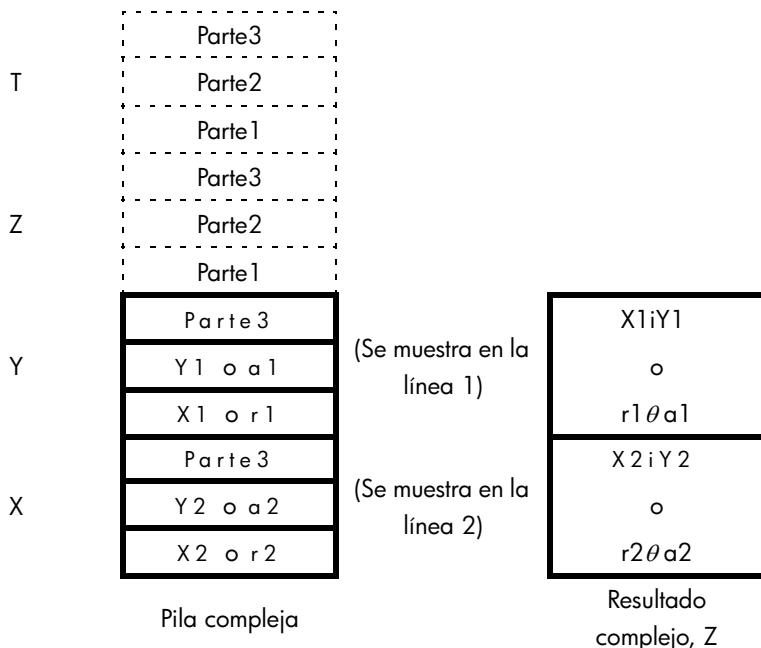 Parte3
T
Parte2
Parte1
Parte3
Z
Parte2
Parte1
Parte3
X1iY1
Y
Y1 o a1
(Se muestra en la
línea 1)
o
X1 o r1
r1θa1
Parte3
X2iY2
X
Y2 o a2
(Se muestra en la
línea 2)
o
X2 o r2
r2θa2
Pila compleja
Resultado
complejo, Z